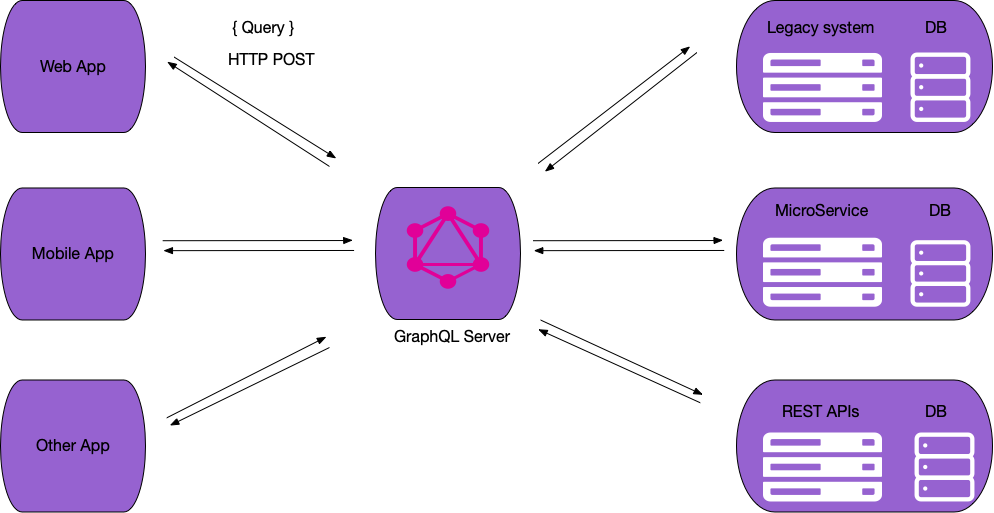 Web App
{ Query }
HTTP POST
Legacy system
DB
Mobile App
GraphQL Server
MicroService
DB
Other App
REST APIs
DB